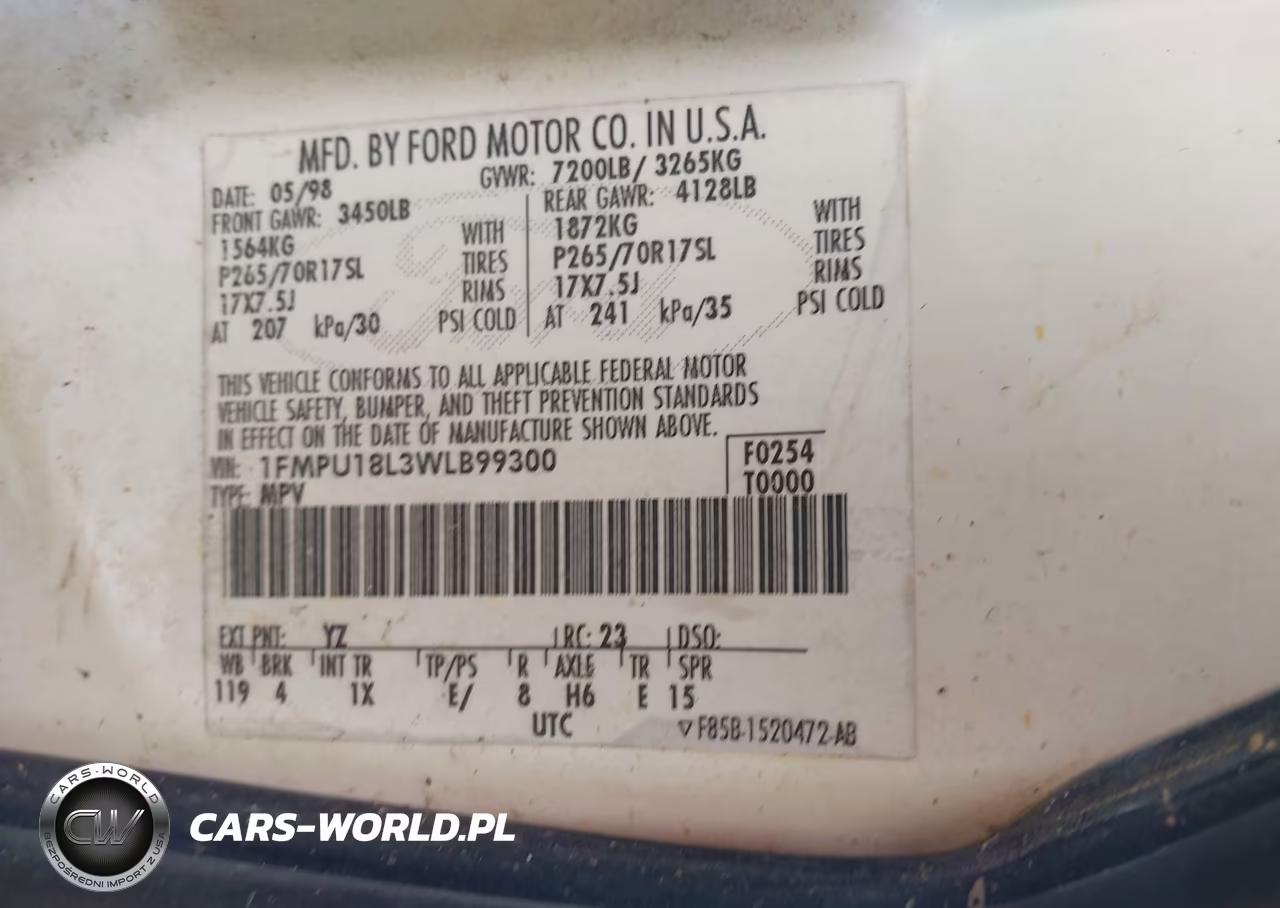 MFD. BY FORD MOTOR CO. IN U.S.A.
DATE: 05/98 GVWR: 7200LB/ 3265KG
FRONT GAWR: 3450LB REAR GAWR: 4128LB
1564KG WITH 1872KG WITH
P265/70R17SL TIRES P265/70R17SL TIRES
17X7.5J RIMS 17X7.5J RIMS
AT 207 kPa/30 PSI COLD AT 241 kPa/35 PSI COLD
THIS VEHICLE CONFORMS TO ALL APPLICABLE FEDERAL MOTOR
VEHICLE SAFETY, BUMPER, AND THEFT PREVENTION STANDARDS
IN EFFECT ON THE DATE OF MANUFACTURE SHOWN ABOVE.
VIN: 1FMPU18L3WLB99300 F0254
TYPE: MPV T0000
EXT PNT: YZ RC: 23 DSO:
WB BRK INT TR TP/PS R AXLE TR SPR
119 4 1X E/ 8 H6 E 15
UTC ▽F85B-1520472-AB
CARS-WORLD
CW
BEZPOŚREDNI IMPORT Z USA
CARS-WORLD.PL